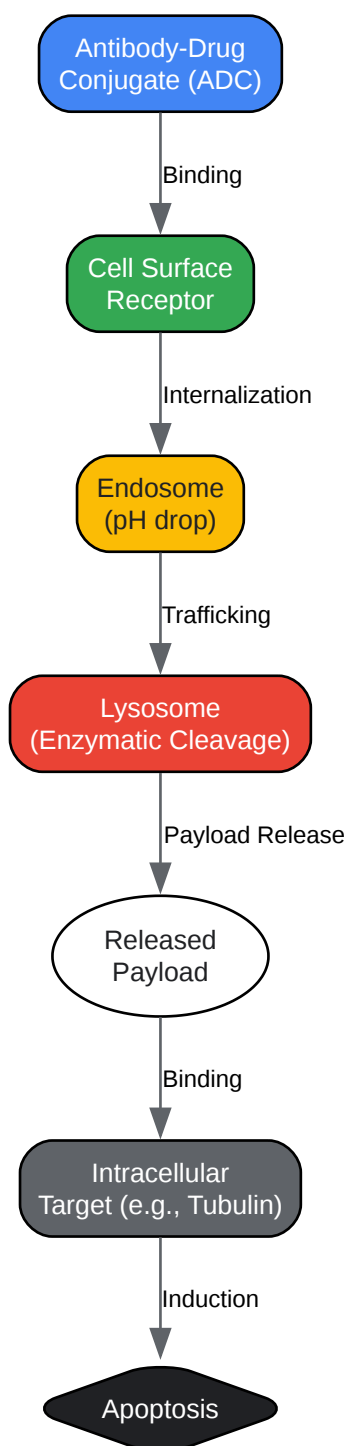 Antibody-Drug
Conjugate (ADC)
Binding
Cell Surface
Receptor
Internalization
Endosome
(pH drop)
Trafficking
Lysosome
(Enzymatic Cleavage)
Payload Release
Released
Payload
Binding
Intracellular
Target (e.g., Tubulin)
Induction
Apoptosis